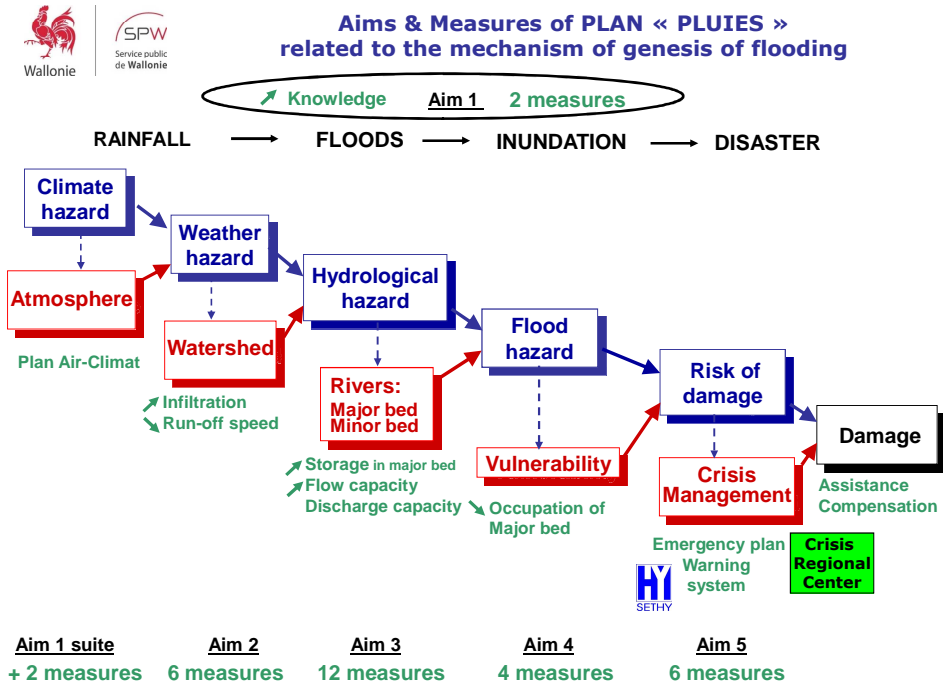 Wallonie
SPW
Service public
de Wallonie
Aims & Measures of PLAN « PLUIES »
related to the mechanism of genesis of flooding
Knowledge Aim 1 2 measures
RAINFALL FLOODS INUNDATION DISASTER
Climate
hazard
Weather
hazard
Hydrological
hazard
Flood
hazard
Risk of
damage
Damage
Atmosphere
Plan Air-Climat
Watershed
Infiltration
Run-off speed
Rivers:
Major bed
Minor bed
Storage in major bed
Flow capacity
Discharge capacity
Vulnerability
Occupation of
Major bed
Crisis
Management
Assistance
Compensation
Emergency plan
Warning
system
HY
SETHY
Crisis
Regional
Center
Aim 1 suite Aim 2 Aim 3 Aim 4 Aim 5
+ 2 measures 6 measures 12 measures 4 measures 6 measures